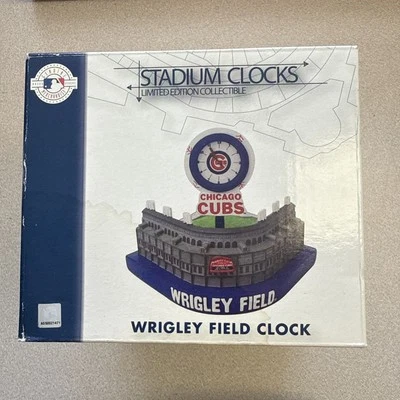 STADIUM CLOCKS
LIMITED EDITION COLLECTIBLE
CHICAGO
CUBS
WRIGLEY FIELD
WRIGLEY FIELD CLOCK